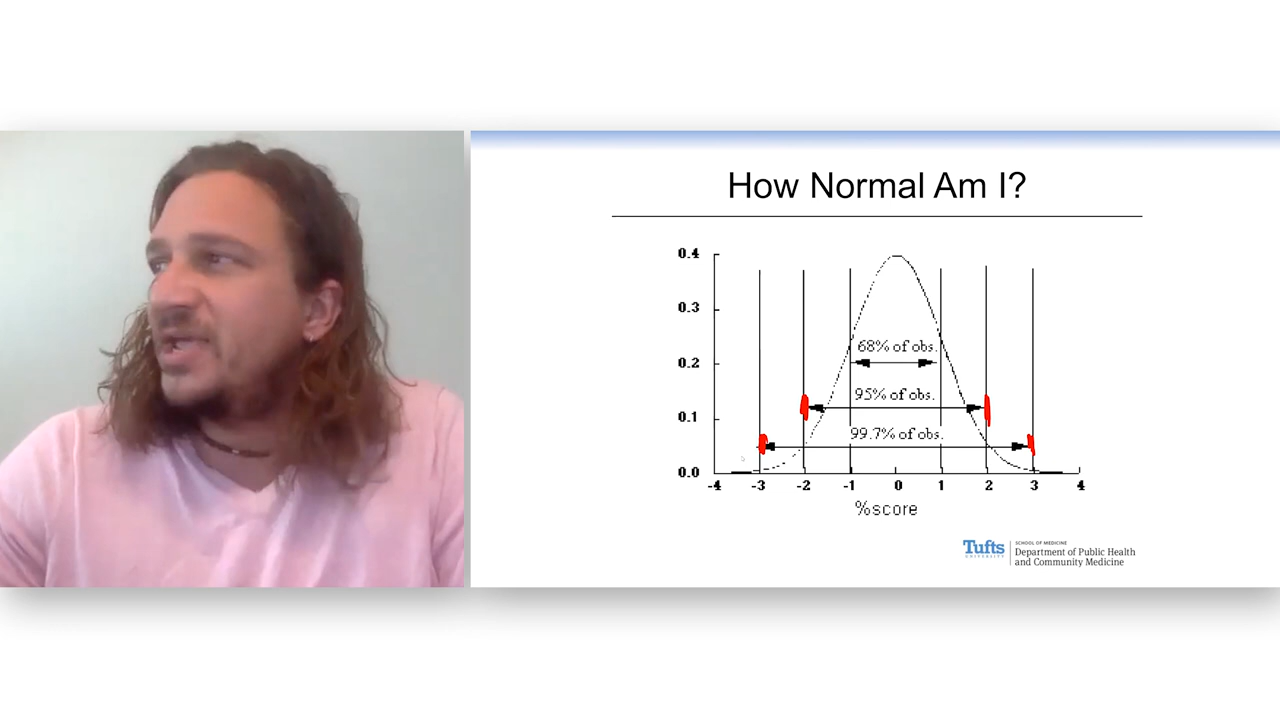 How Normal Am I?
0.4
0.3
0.2
0.1
0.0
68% of obs.
95% of obs.
99.7% of obs.
-4 -3 -2 -1 0 1 2 3 4
%score
Tufts
UNIVERSITY
SCHOOL OF MEDICINE
Department of Public Health
and Community Medicine